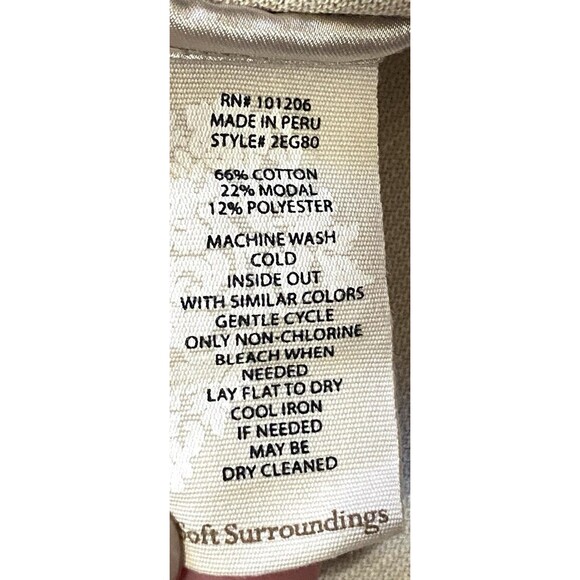 RN# 101206
MADE IN PERU
STYLE# 2EG80
66% COTTON
22% MODAL
12% POLYESTER
MACHINE WASH
COLD
INSIDE OUT
WITH SIMILAR COLORS
GENTLE CYCLE
ONLY NON-CHLORINE
BLEACH WHEN
NEEDED
LAY FLAT TO DRY
COOL IRON
IF NEEDED
MAY BE
DRY CLEANED
Soft Surroundings